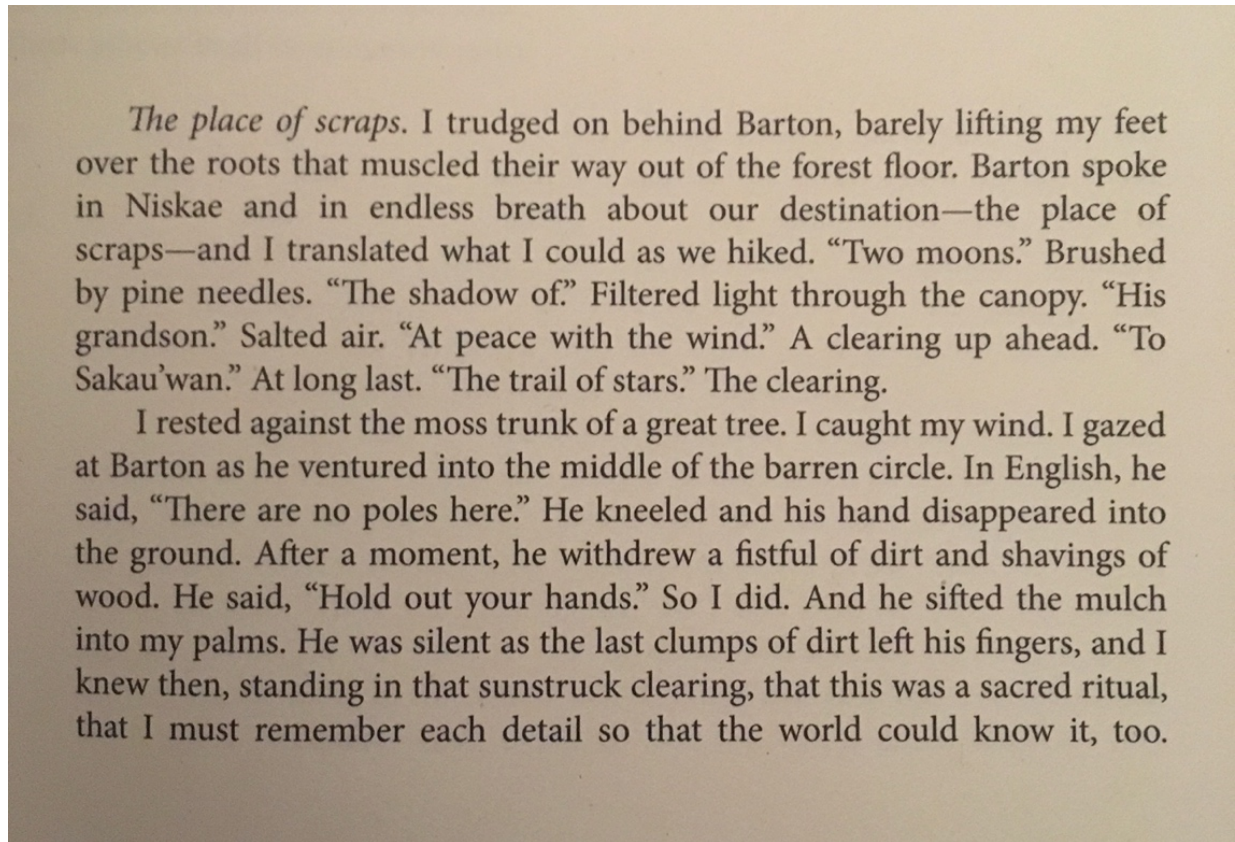 The place of scraps. I trudged on behind Barton, barely lifting my feet
over the roots that muscled their way out of the forest floor. Barton spoke
in Niskae and in endless breath about our destination—the place of
scraps—and I translated what I could as we hiked. “Two moons.” Brushed
by pine needles. “The shadow of.” Filtered light through the canopy. “His
grandson.” Salted air. “At peace with the wind.” A clearing up ahead. “To
Sakau’wan.” At long last. “The trail of stars.” The clearing.
I rested against the moss trunk of a great tree. I caught my wind. I gazed
at Barton as he ventured into the middle of the barren circle. In English, he
said, “There are no poles here.” He kneeled and his hand disappeared into
the ground. After a moment, he withdrew a fistful of dirt and shavings of
wood. He said, “Hold out your hands.” So I did. And he sifted the mulch
into my palms. He was silent as the last clumps of dirt left his fingers, and I
knew then, standing in that sunstruck clearing, that this was a sacred ritual,
that I must remember each detail so that the world could know it, too.